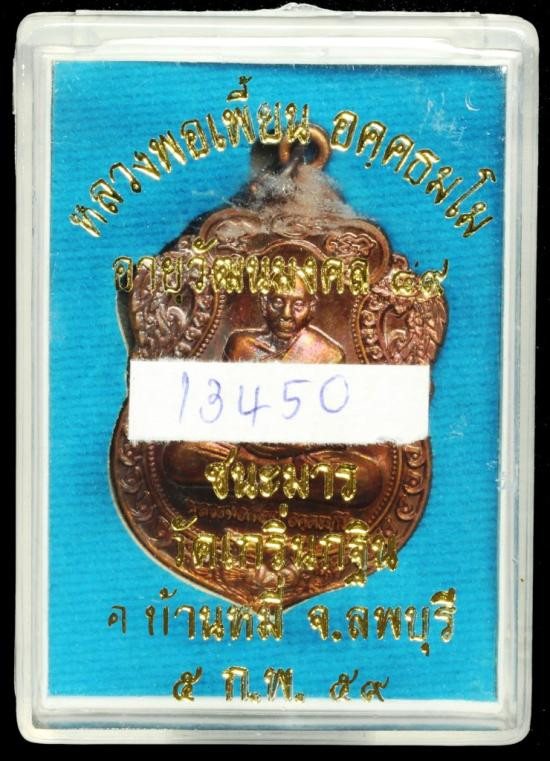 หลวงพ่อเพี้ยน อคฺคธมฺโม
อายุวัฒนมงคล ๘๙
13450
ชนะมาร
วัดเกริ่นกฐิน
อ บ้านหมี่ จ.ลพบุรี
๕ ก.พ. ๕๙